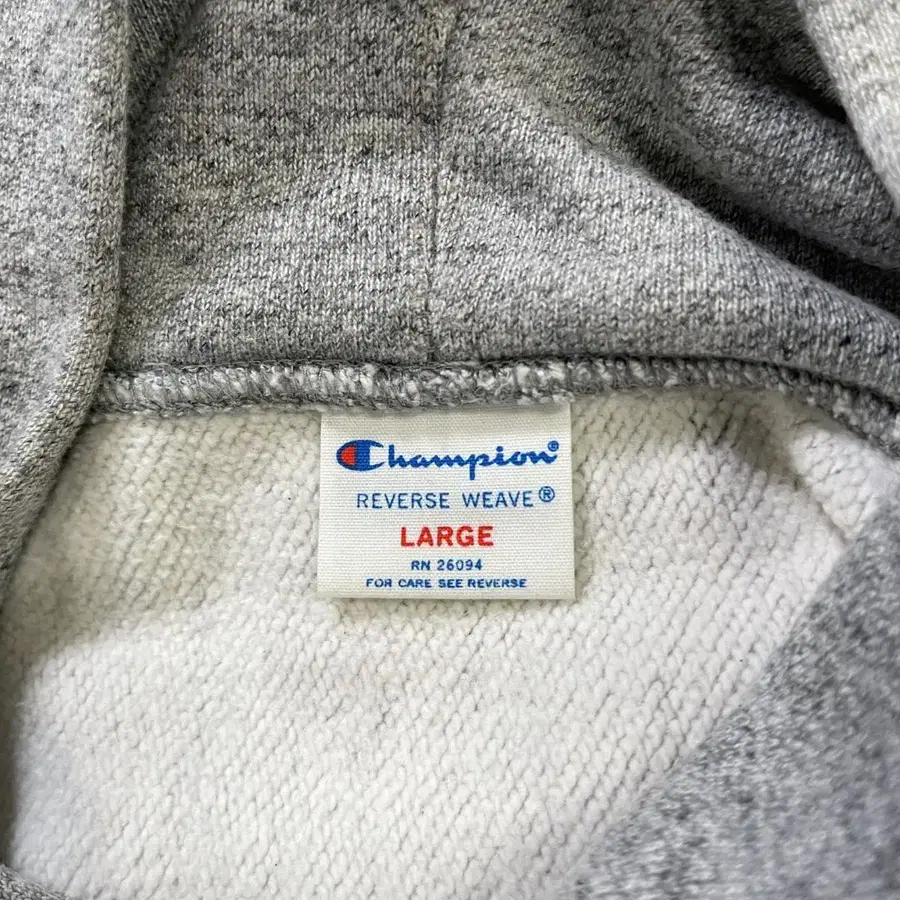 Champion®
REVERSE WEAVE®
LARGE
RN 26094
FOR CARE SEE REVERSE